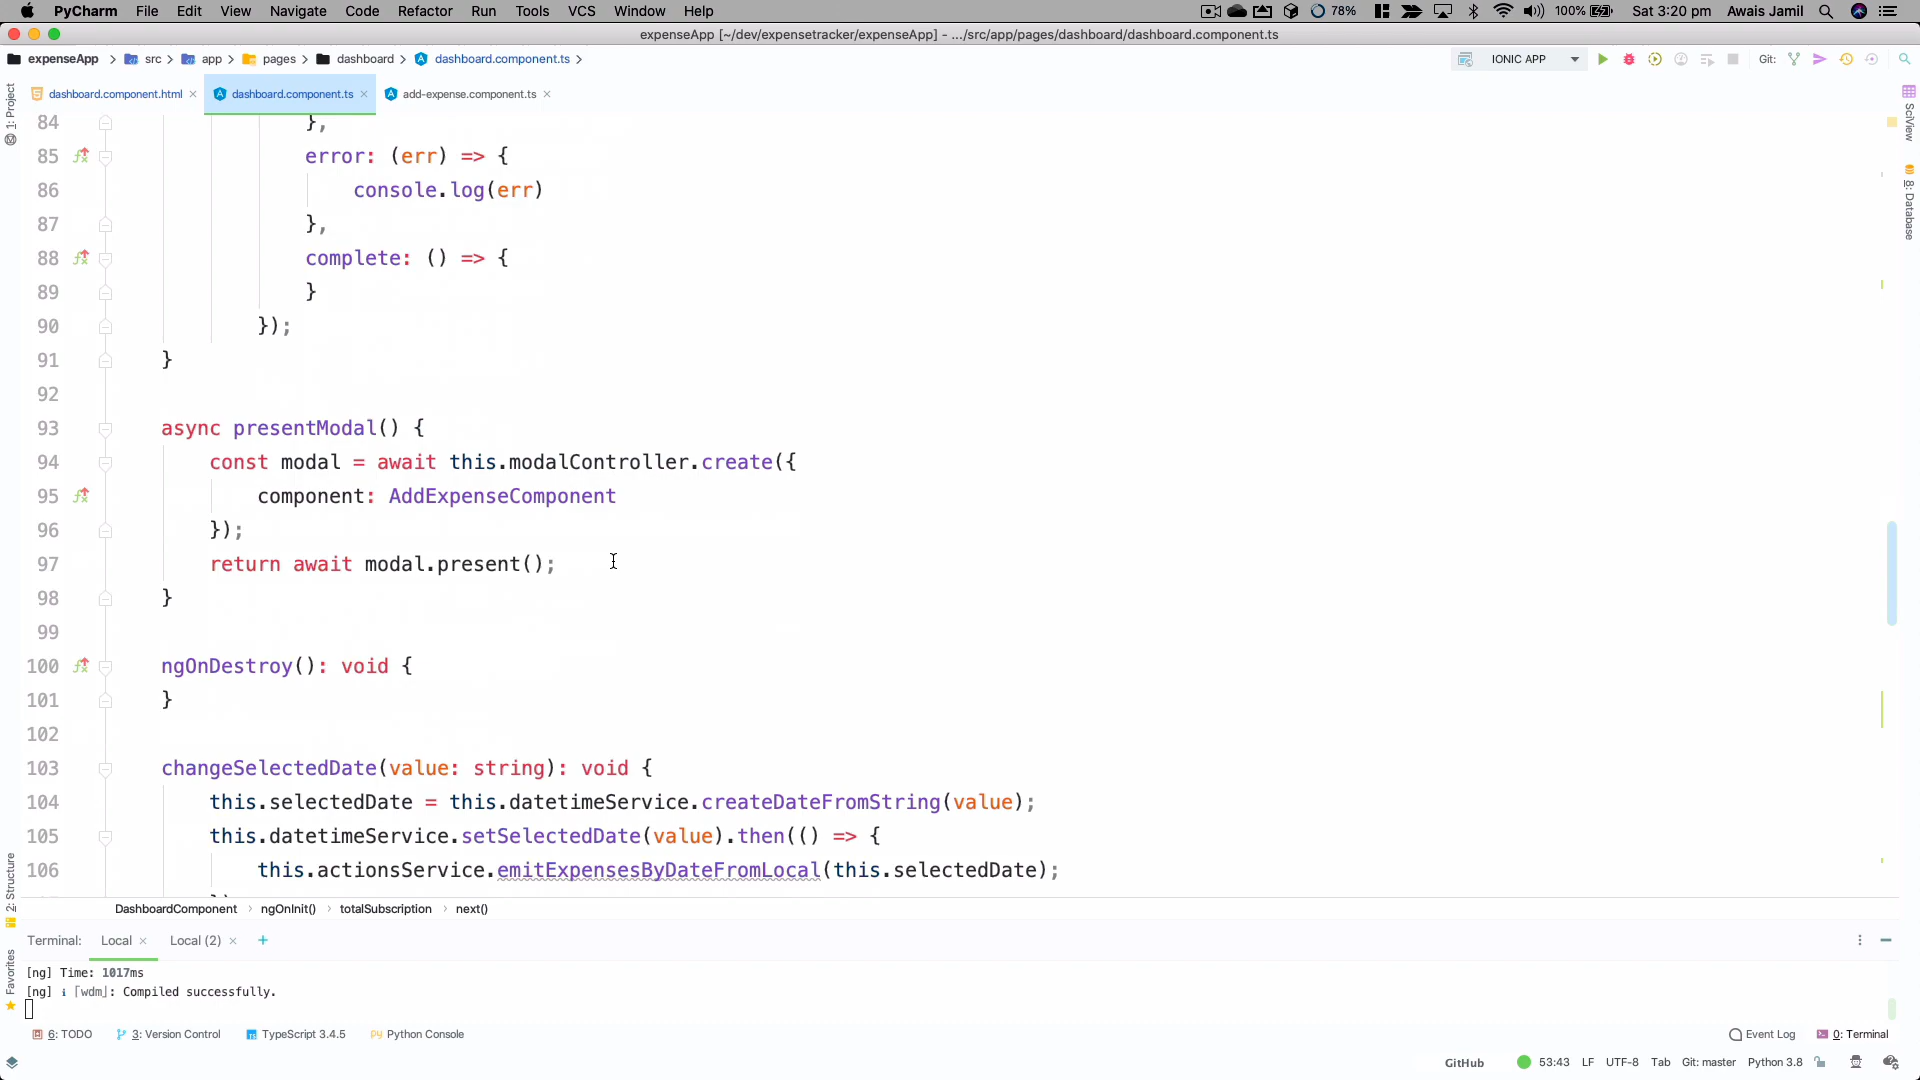 PyCharm File Edit View Navigate Code Refactor Run Tools VCS Window Help 78% 100% Sat 3:20 pm Awais Jamil
expenseApp [~/dev/expensetracker/expenseApp] - .../src/app/pages/dashboard/dashboard.component.ts
expenseApp src app pages dashboard dashboard.component.ts IONIC APP Git:
dashboard.component.html dashboard.component.ts add-expense.component.ts
1: Project
SciView
8: Database
84 },
85 error: (err) => {
86 console.log(err)
87 },
88 complete: () => {
89 }
90 });
91 }
92
93 async presentModal() {
94 const modal = await this.modalController.create({
95 component: AddExpenseComponent
96 });
97 return await modal.present();
98 }
99
100 ngOnDestroy(): void {
101 }
102
103 changeSelectedDate(value: string): void {
104 this.selectedDate = this.datetimeService.createDateFromString(value);
105 this.datetimeService.setSelectedDate(value).then(() => {
106 this.actionsService.emitExpensesByDateFromLocal(this.selectedDate);
2: Structure
Favorites
DashboardComponent ngOnInit() totalSubscription next()
Terminal: Local Local (2) +
[ng] Time: 1017ms
[ng] ℹ ｢wdm｣: Compiled successfully.
6: TODO 3: Version Control TypeScript 3.4.5 Python Console Event Log 0: Terminal
GitHub 53:43 LF UTF-8 Tab Git: master Python 3.8